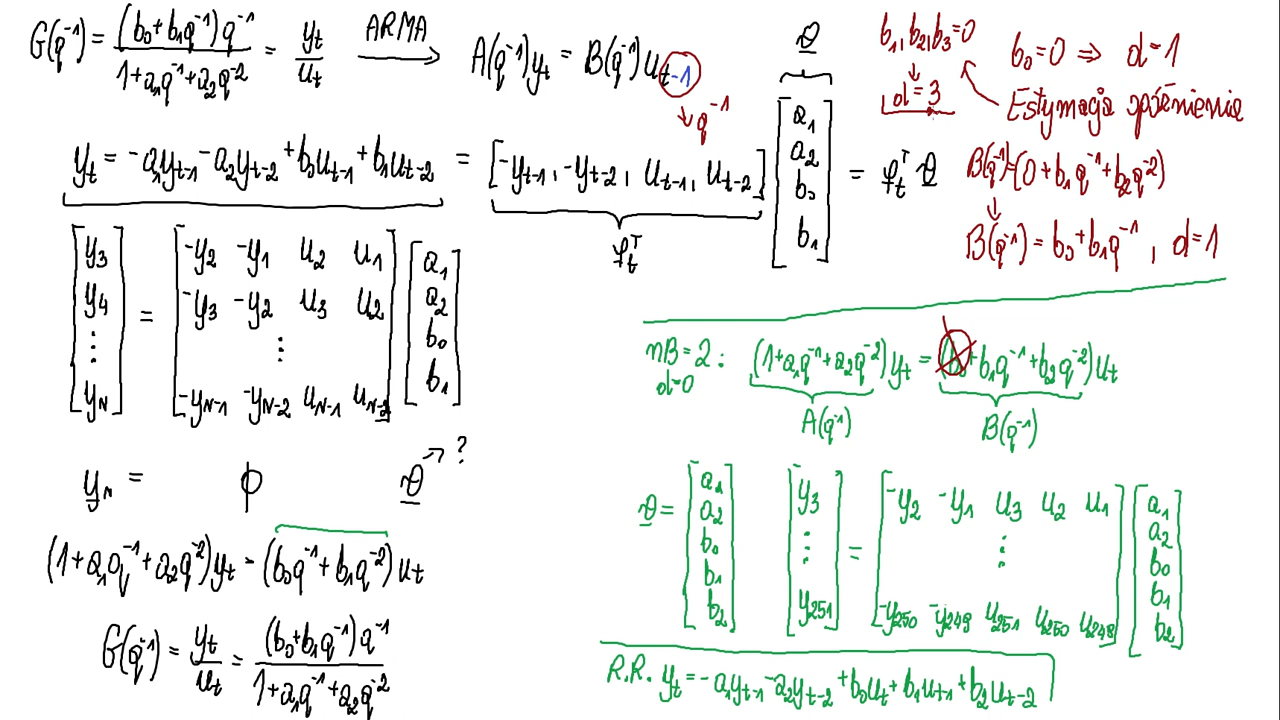 G(q⁻¹) = (b₀+b₁q⁻¹)q⁻¹ / 1+a₁q⁻¹+a₂q⁻² = yₜ / uₜ ARMA → A(q⁻¹)yₜ = B(q⁻¹)uₜ₋₁
↓ q⁻¹
yₜ = -a₁yₜ₋₁ -a₂yₜ₋₂ +b₀uₜ₋₁ +b₁uₜ₋₂ = [-yₜ₋₁, -yₜ₋₂, uₜ₋₁, uₜ₋₂] [a₁ a₂ b₀ b₁] = φₜᵀ ϑ
φₜᵀ
ϑ
[y₃] = [-y₂ -y₁ u₂ u₁] [a₁]
[y₄] [-y₃ -y₂ u₃ u₂] [a₂]
[⋮] [⋮] [b₀]
[y_N] [-y_N-1 -y_N-2 u_N-1 u_N-2] [b₁]
y_N = ϕ ϑ → ?
(1+a₁q⁻¹+a₂q⁻²)yₜ = (b₀q⁻¹+b₁q⁻²)uₜ
G(q⁻¹) = yₜ / uₜ = (b₀+b₁q⁻¹)q⁻¹ / 1+a₁q⁻¹+a₂q⁻²
b₁, b₂, b₃=0
↓
d=3
b₀=0 ⇒ d=1
Estymacja opóźnienia
B(q⁻¹)=(0+b₁q⁻¹+b₂q⁻²)
↓
B(q⁻¹) = b₀+b₁q⁻¹, d=1
nB=2: (1+a₁q⁻¹+a₂q⁻²)yₜ = (b₀+b₁q⁻¹+b₂q⁻²)uₜ
d=0
A(q⁻¹) B(q⁻¹)
ϑ = [a₁ a₂ b₀ b₁ b₂]
[y₃] = [-y₂ -y₁ u₃ u₂ u₁] [a₁]
[a₂]
[⋮] [⋮] [b₀]
[b₁]
[y₂₅₁] [-y₂₅₀ -y₂₄₉ u₂₅₁ u₂₅₀ u₂₄₉] [b₂]
R.R. yₜ = -a₁yₜ₋₁-a₂yₜ₋₂ +b₀uₜ+b₁uₜ₋₁+b₂uₜ₋₂